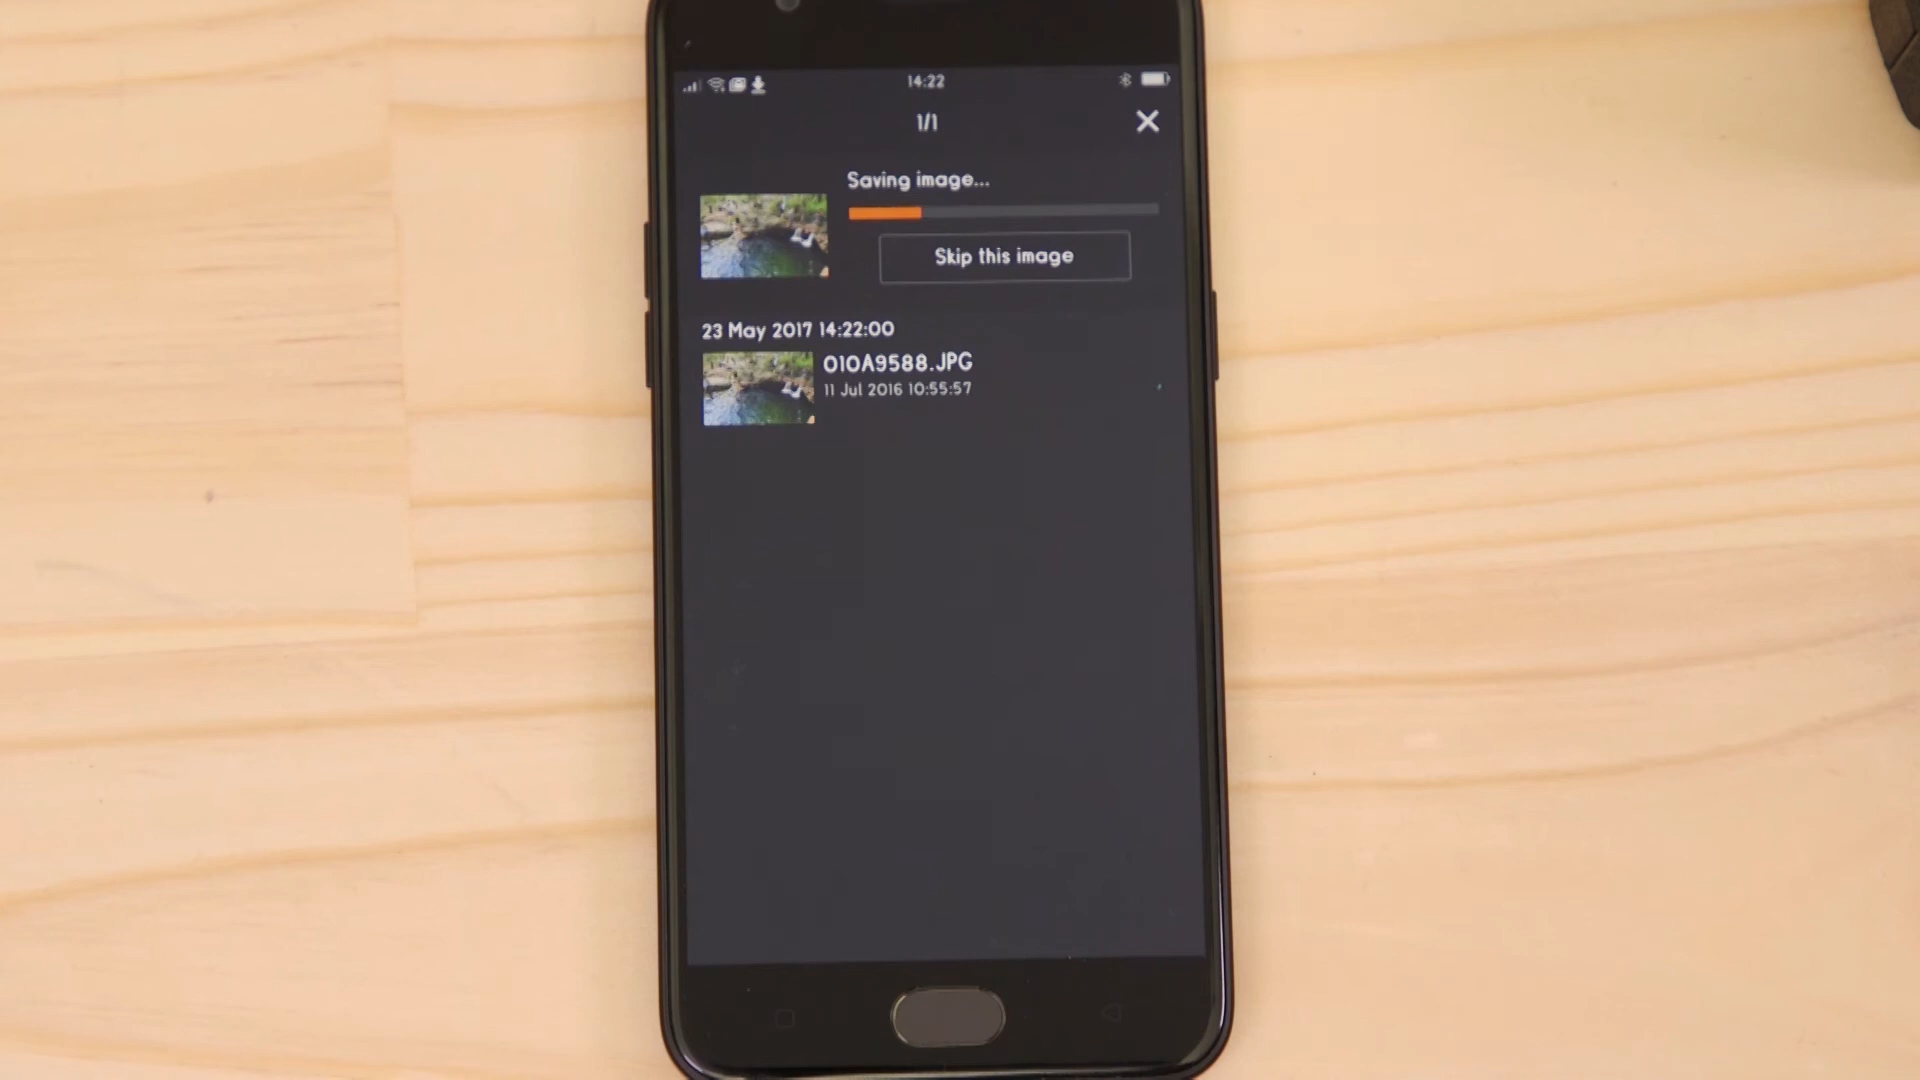 14:22
1/1
Saving image...
Skip this image
23 May 2017 14:22:00
010A9588.JPG
11 Jul 2016 10:55:57